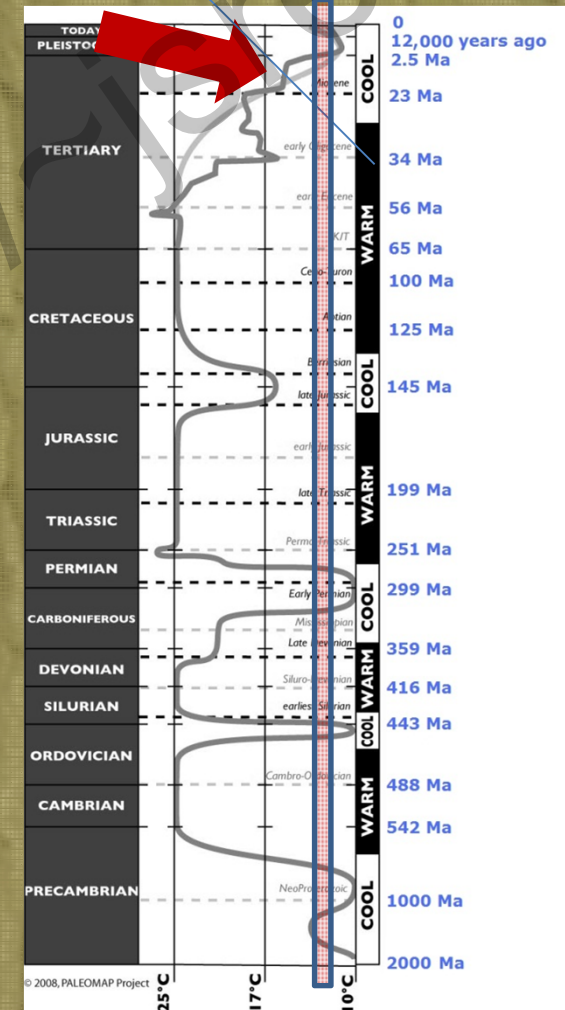 0
TODAY
12,000 years ago
PLEISTOC
2.5 Ma
COOL
Miocene
23 Ma
TERTIARY
early Oligocene
34 Ma
early Eocene
56 Ma
K/T
65 Ma
WARM
Ceno-Turon
100 Ma
CRETACEOUS
Aptian
125 Ma
Berriasian
COOL
145 Ma
late Jurassic
JURASSIC
early Jurassic
WARM
199 Ma
late Triassic
TRIASSIC
Permo-Triassic
251 Ma
PERMIAN
299 Ma
Early Permian
COOL
CARBONIFEROUS
Mississippian
Late Devonian
359 Ma
DEVONIAN
WARM
Siluro-Devonian
416 Ma
SILURIAN
earliest Silurian
443 Ma
COOL
ORDOVICIAN
Cambro-Ordovician
488 Ma
CAMBRIAN
WARM
542 Ma
PRECAMBRIAN
NeoProterozoic
COOL
1000 Ma
2000 Ma
© 2008, PALEOMAP Project
25°C
17°C
10°C